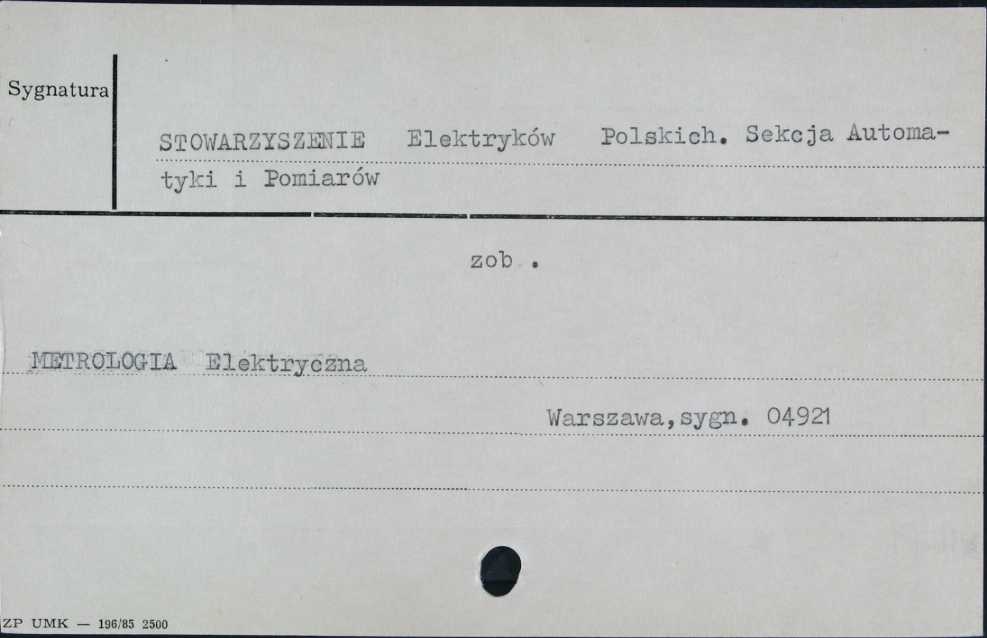 Sygnatura
STOWARZYSZENIE Elektryków Polskich. Sekcja Automa-
tyki i Pomiarów
zob .
METROLOGIA Elektryczna
Warszawa,sygn. 04921
ZP UMK — 196/85 2500